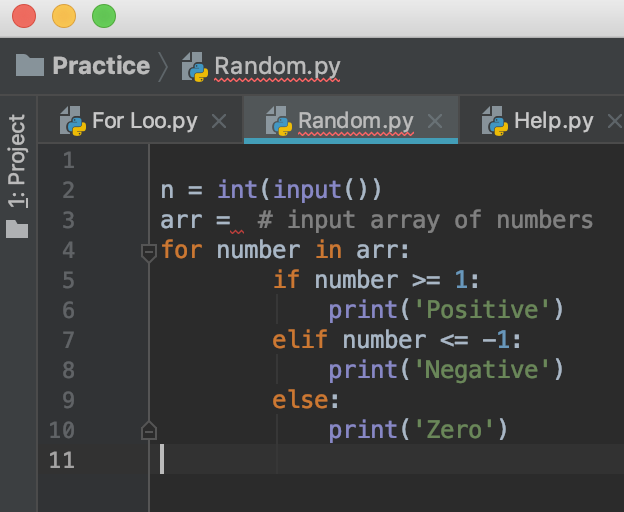 Practice Random.py
1: Project
For Loo.py Random.py Help.py
1
2 n = int(input())
3 arr =  # input array of numbers
4 for number in arr:
5         if number >= 1:
6             print('Positive')
7         elif number <= -1:
8             print('Negative')
9         else:
10             print('Zero')
11